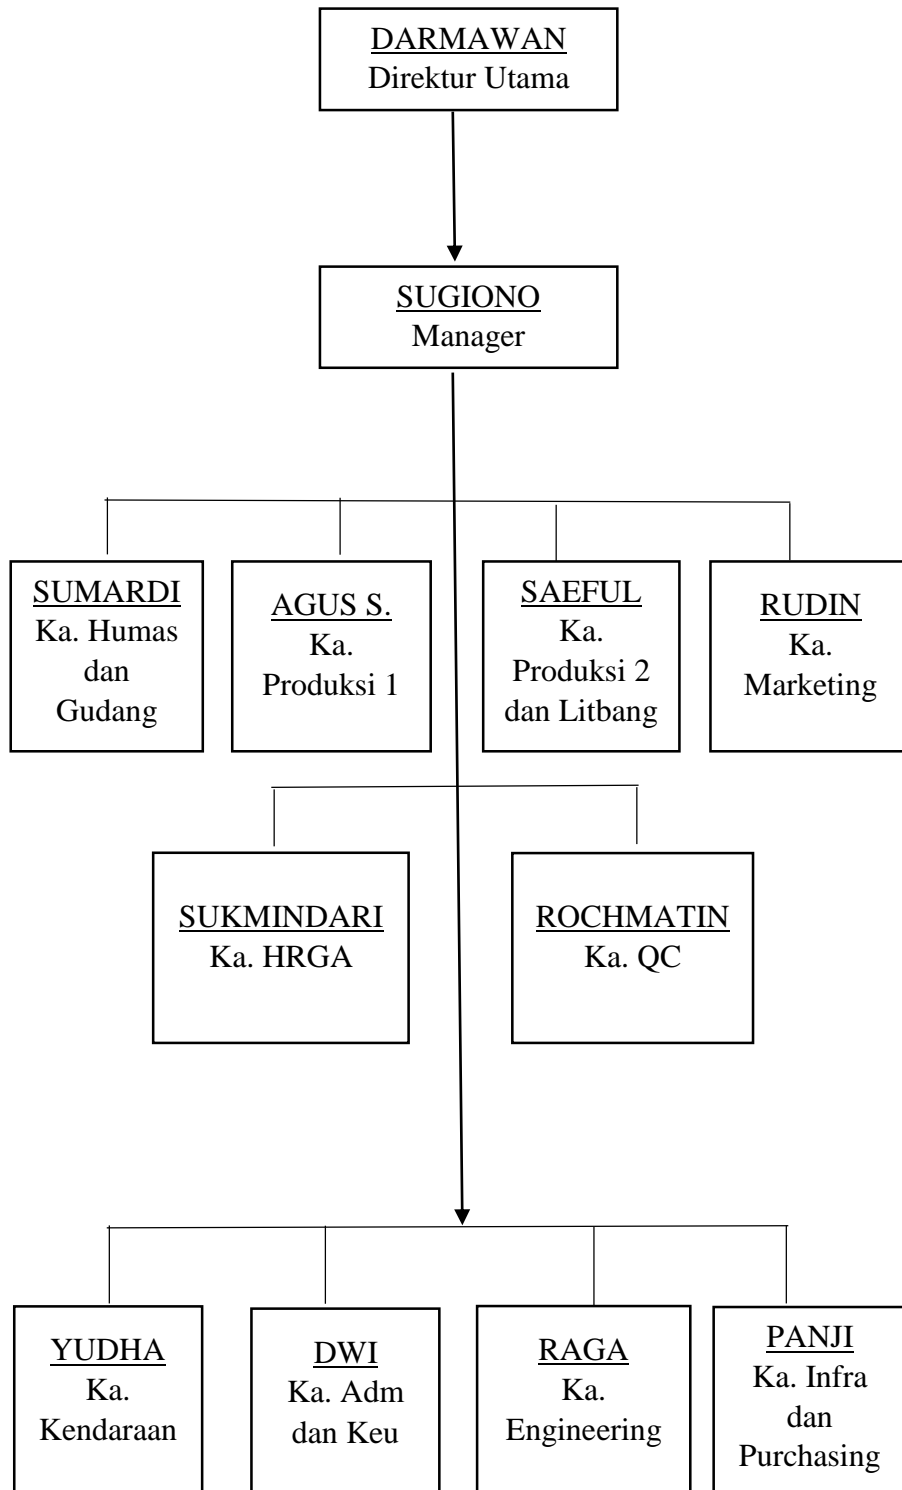 DARMAWAN
Direktur Utama
SUGIONO
Manager
SUMARDI
Ka. Humas
dan
Gudang
AGUS S.
Ka.
Produksi 1
SAEFUL
Ka.
Produksi 2
dan Litbang
RUDIN
Ka.
Marketing
SUKMINDARI
Ka. HRGA
ROCHMATIN
Ka. QC
YUDHA
Ka.
Kendaraan
DWI
Ka. Adm
dan Keu
RAGA
Ka.
Engineering
PANJI
Ka. Infra
dan
Purchasing